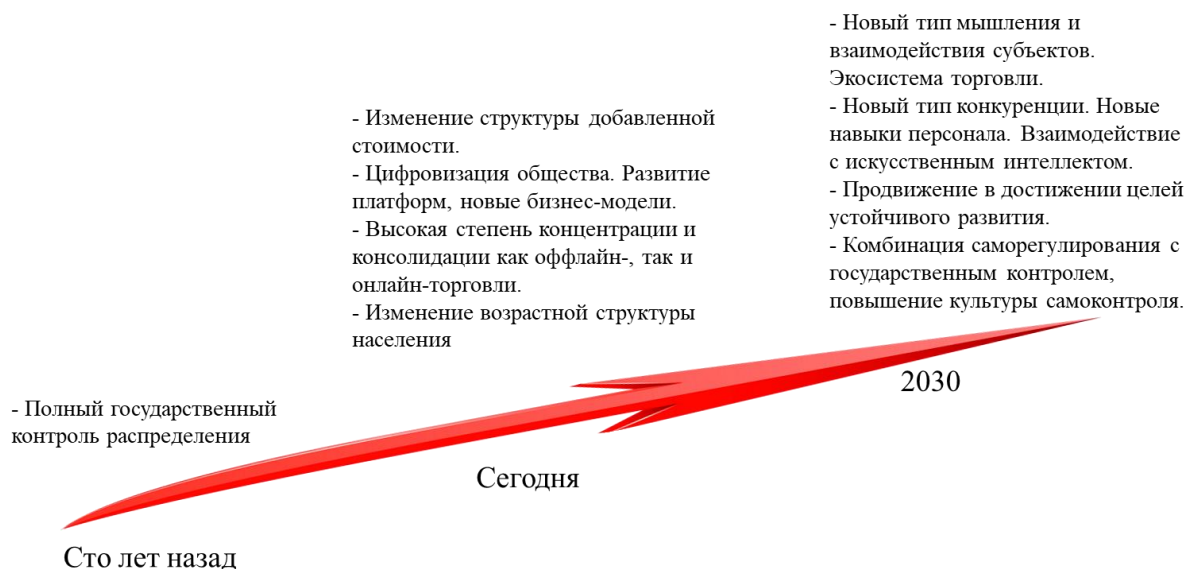 - Полный государственный
контроль распределения
Сто лет назад
- Изменение структуры добавленной
стоимости.
- Цифровизация общества. Развитие
платформ, новые бизнес-модели.
- Высокая степень концентрации и
консолидации как оффлайн-, так и
онлайн-торговли.
- Изменение возрастной структуры
населения
Сегодня
- Новый тип мышления и
взаимодействия субъектов.
Экосистема торговли.
- Новый тип конкуренции. Новые
навыки персонала. Взаимодействие
с искусственным интеллектом.
- Продвижение в достижении целей
устойчивого развития.
- Комбинация саморегулирования с
государственным контролем,
повышение культуры самоконтроля.
2030